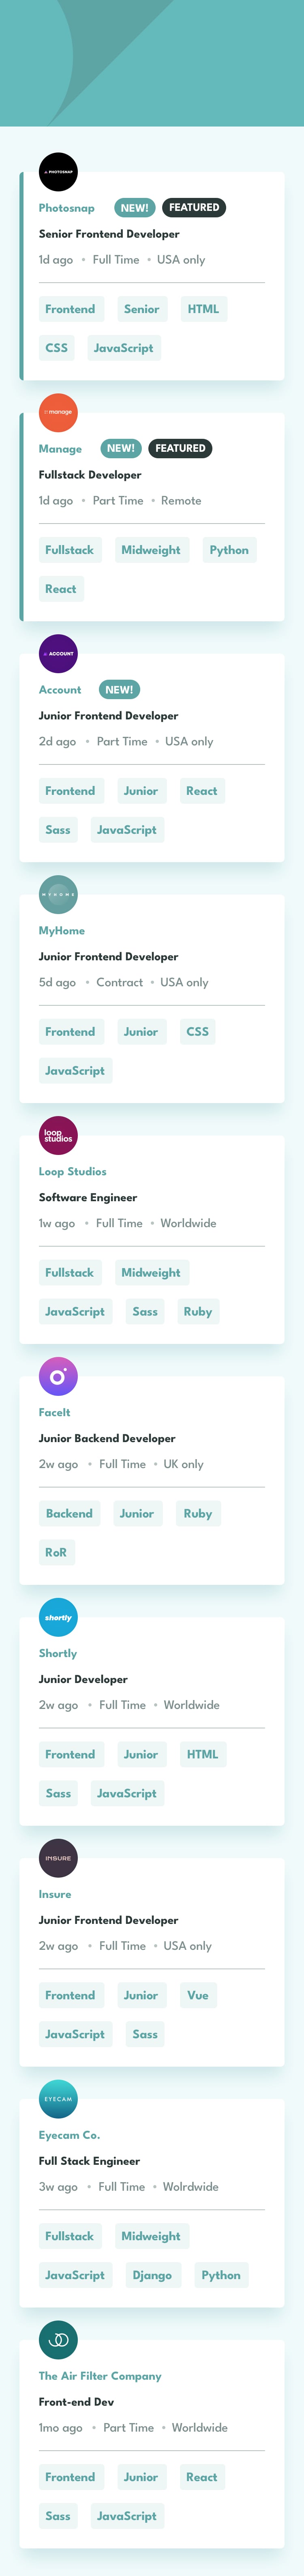 PHOTOSNAP
Photosnap NEW! FEATURED
Senior Frontend Developer
1d ago • Full Time • USA only
Frontend Senior HTML
CSS JavaScript
manage
Manage NEW! FEATURED
Fullstack Developer
1d ago • Part Time • Remote
Fullstack Midweight Python
React
ACCOUNT
Account NEW!
Junior Frontend Developer
2d ago • Part Time • USA only
Frontend Junior React
Sass JavaScript
MYHOME
MyHome
Junior Frontend Developer
5d ago • Contract • USA only
Frontend Junior CSS
JavaScript
loop
studios
Loop Studios
Software Engineer
1w ago • Full Time • Worldwide
Fullstack Midweight
JavaScript Sass Ruby
FaceIt
Junior Backend Developer
2w ago • Full Time • UK only
Backend Junior Ruby
RoR
shortly
Shortly
Junior Developer
2w ago • Full Time • Worldwide
Frontend Junior HTML
Sass JavaScript
INSURE
Insure
Junior Frontend Developer
2w ago • Full Time • USA only
Frontend Junior Vue
JavaScript Sass
EYECAM
Eyecam Co.
Full Stack Engineer
3w ago • Full Time • Wolrdwide
Fullstack Midweight
JavaScript Django Python
The Air Filter Company
Front-end Dev
1mo ago • Part Time • Worldwide
Frontend Junior React
Sass JavaScript